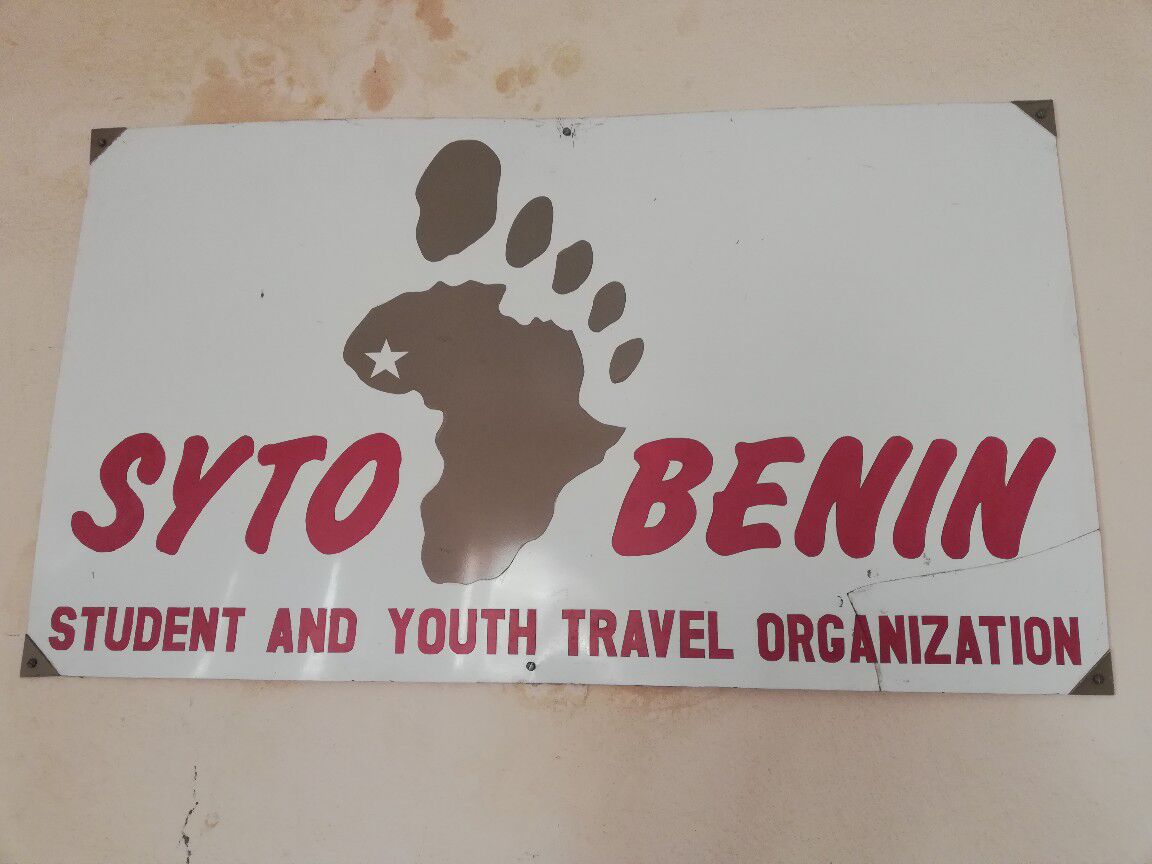 SYTO BENIN
STUDENT AND YOUTH TRAVEL ORGANIZATION